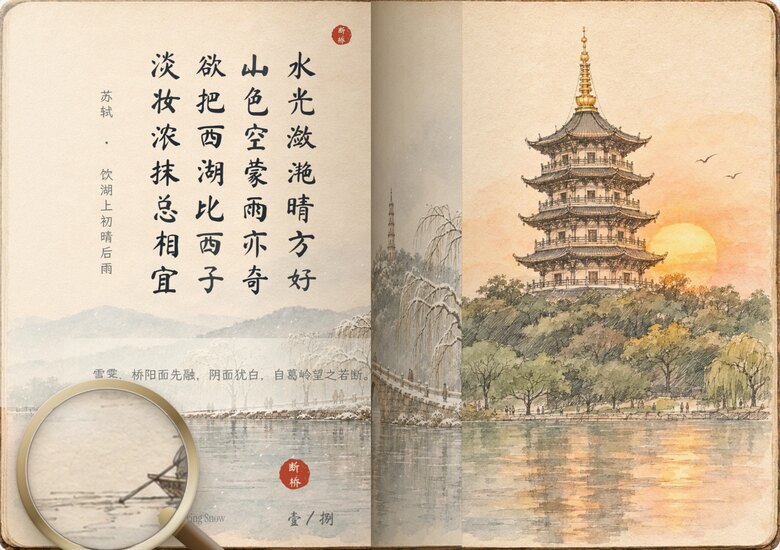 断桥
水光潋滟晴方好
山色空蒙雨亦奇
欲把西湖比西子
淡妆浓抹总相宜
苏轼 · 饮湖上初晴后雨
雪霁，桥阳面先融，阴面犹白，自葛岭望之若断。
断桥
Snow
壹 / 捌